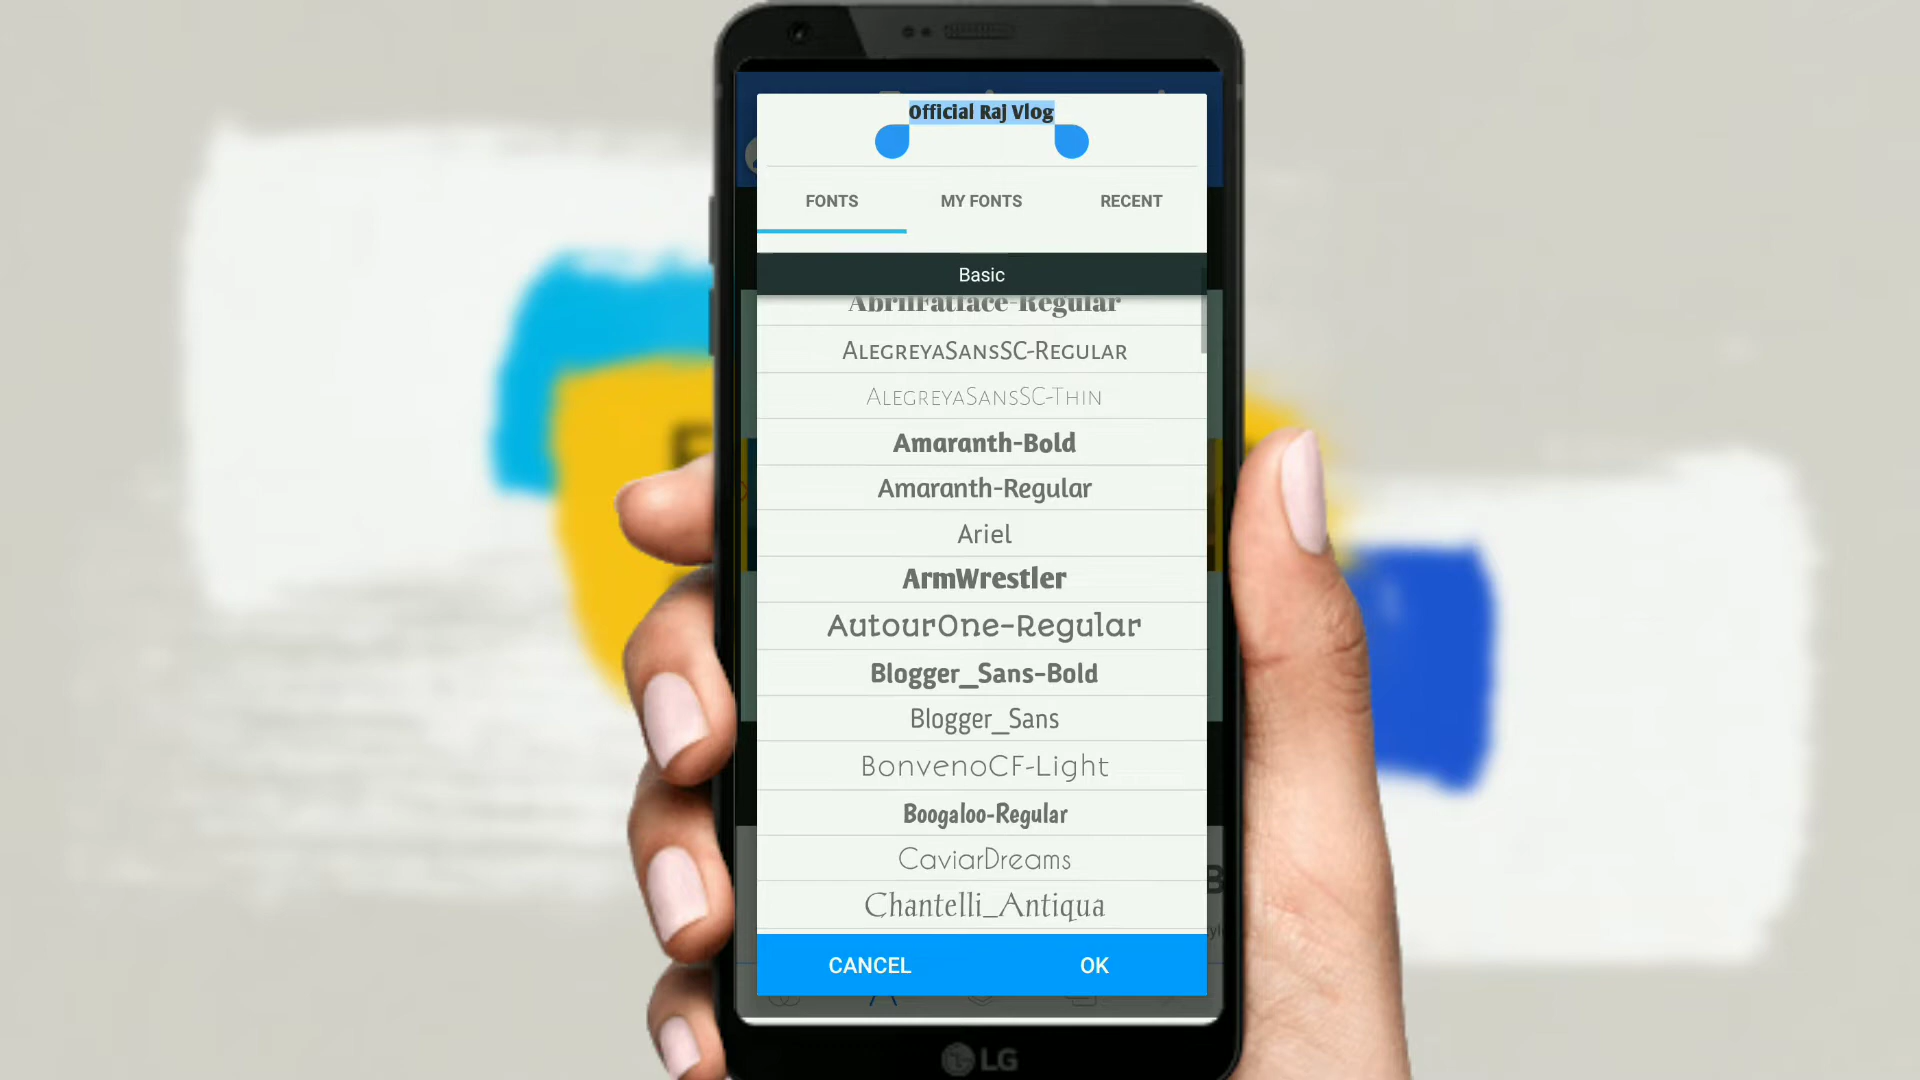 Official Raj Vlog
FONTS MY FONTS RECENT
Basic
AbrilFatface-Regular
AlegreyaSansSC-Regular
AlegreyaSansSC-Thin
Amaranth-Bold
Amaranth-Regular
Ariel
ArmWrestler
AutourOne-Regular
Blogger_Sans-Bold
Blogger_Sans
BonvenoCF-Light
Boogaloo-Regular
CaviarDreams
Chantelli_Antiqua
CANCEL OK
LG